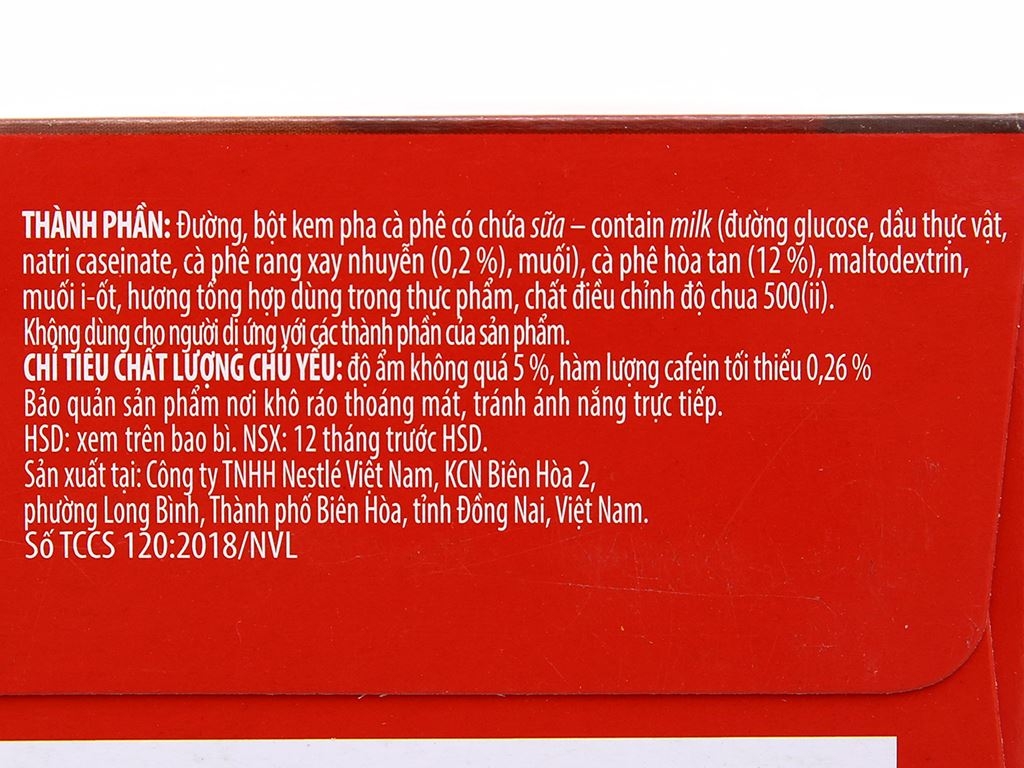 THÀNH PHẦN: Đường, bột kem pha cà phê có chứa sữa – contain milk (đường glucose, dầu thực vật,
natri caseinate, cà phê rang xay nhuyễn (0,2 %), muối), cà phê hòa tan (12 %), maltodextrin,
muối i-ốt, hương tổng hợp dùng trong thực phẩm, chất điều chỉnh độ chua 500(ii).
Không dùng cho người dị ứng với các thành phần của sản phẩm.
CHỈ TIÊU CHẤT LƯỢNG CHỦ YẾU: độ ẩm không quá 5 %, hàm lượng cafein tối thiểu 0,26 %
Bảo quản sản phẩm nơi khô ráo thoáng mát, tránh ánh nắng trực tiếp.
HSD: xem trên bao bì. NSX: 12 tháng trước HSD.
Sản xuất tại: Công ty TNHH Nestlé Việt Nam, KCN Biên Hòa 2,
phường Long Bình, Thành phố Biên Hòa, tỉnh Đồng Nai, Việt Nam.
Số TCCS 120:2018/NVL